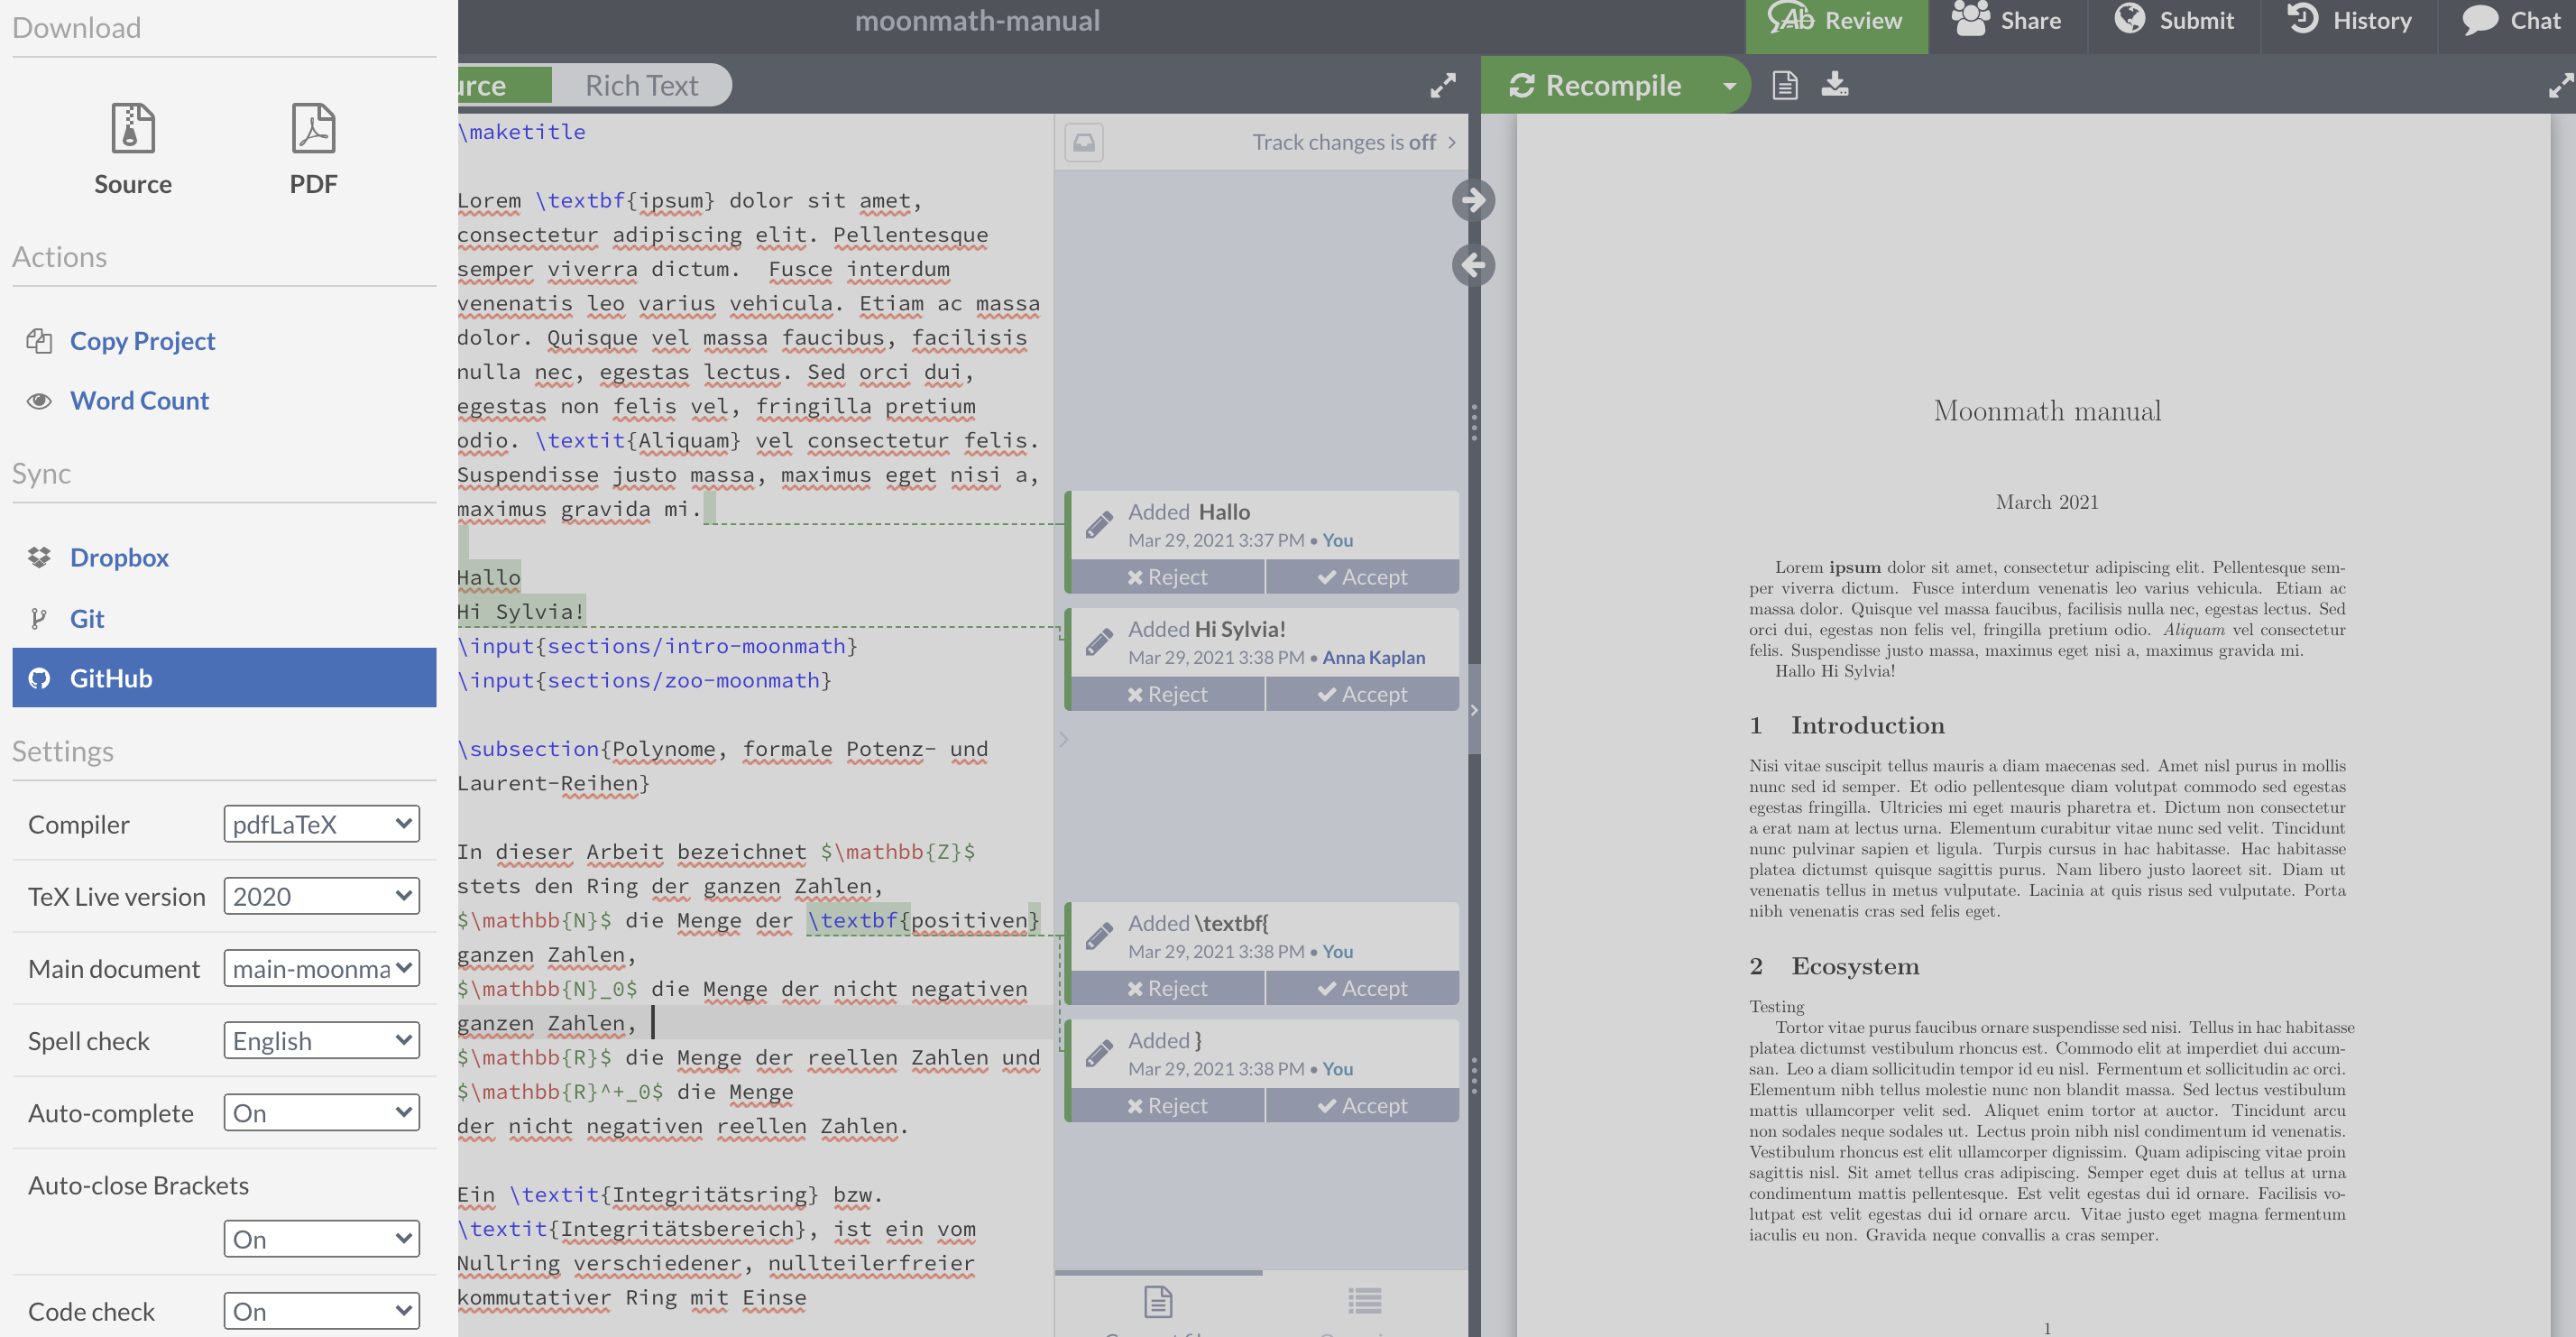 Download
Source
PDF
Actions
Copy Project
Word Count
Sync
Dropbox
Git
GitHub
Settings
Compiler
pdfLaTeX
TeX Live version
2020
Main document
main-moonma
Spell check
English
Auto-complete
On
Auto-close Brackets
On
Code check
On
moonmath-manual
Review
Share
Submit
History
Chat
urce
Rich Text
Recompile
\maketitle
Lorem \textbf{ipsum} dolor sit amet,
consectetur adipiscing elit. Pellentesque
semper viverra dictum.  Fusce interdum
venenatis leo varius vehicula. Etiam ac massa
dolor. Quisque vel massa faucibus, facilisis
nulla nec, egestas lectus. Sed orci dui,
egestas non felis vel, fringilla pretium
odio. \textit{Aliquam} vel consectetur felis.
Suspendisse justo massa, maximus eget nisi a,
maximus gravida mi.
Hallo
Hi Sylvia!
\input{sections/intro-moonmath}
\input{sections/zoo-moonmath}
\subsection{Polynome, formale Potenz- und
Laurent-Reihen}
In dieser Arbeit bezeichnet $\mathbb{Z}$
stets den Ring der ganzen Zahlen,
$\mathbb{N}$ die Menge der \textbf{positiven}
ganzen Zahlen,
$\mathbb{N}_0$ die Menge der nicht negativen
ganzen Zahlen,
$\mathbb{R}$ die Menge der reellen Zahlen und
$\mathbb{R}^+_0$ die Menge
der nicht negativen reellen Zahlen.
Ein \textit{Integritätsring} bzw.
\textit{Integritätsbereich}, ist ein vom
Nullring verschiedener, nullteilerfreier
kommutativer Ring mit Einse
Track changes is off
Added Hallo
Mar 29, 2021 3:37 PM • You
Reject
Accept
Added Hi Sylvia!
Mar 29, 2021 3:38 PM • Anna Kaplan
Reject
Accept
Added \textbf{
Mar 29, 2021 3:38 PM • You
Reject
Accept
Added }
Mar 29, 2021 3:38 PM • You
Reject
Accept
Moonmath manual
March 2021
Lorem ipsum dolor sit amet, consectetur adipiscing elit. Pellentesque sem-
per viverra dictum. Fusce interdum venenatis leo varius vehicula. Etiam ac
massa dolor. Quisque vel massa faucibus, facilisis nulla nec, egestas lectus. Sed
orci dui, egestas non felis vel, fringilla pretium odio. Aliquam vel consectetur
felis. Suspendisse justo massa, maximus eget nisi a, maximus gravida mi.
Hallo Hi Sylvia!
1 Introduction
Nisi vitae suscipit tellus mauris a diam maecenas sed. Amet nisl purus in mollis
nunc sed id semper. Et odio pellentesque diam volutpat commodo sed egestas
egestas fringilla. Ultricies mi eget mauris pharetra et. Dictum non consectetur
a erat nam at lectus urna. Elementum curabitur vitae nunc sed velit. Tincidunt
nunc pulvinar sapien et ligula. Turpis cursus in hac habitasse. Hac habitasse
platea dictumst quisque sagittis purus. Nam libero justo laoreet sit. Diam ut
venenatis tellus in metus vulputate. Lacinia at quis risus sed vulputate. Porta
nibh venenatis cras sed felis eget.
2 Ecosystem
Testing
Tortor vitae purus faucibus ornare suspendisse sed nisi. Tellus in hac habitasse
platea dictumst vestibulum rhoncus est. Commodo elit at imperdiet dui accum-
san. Leo a diam sollicitudin tempor id eu nisl. Fermentum et sollicitudin ac orci.
Elementum nibh tellus molestie nunc non blandit massa. Sed lectus vestibulum
mattis ullamcorper velit sed. Aliquet enim tortor at auctor. Tincidunt arcu
non sodales neque sodales ut. Lectus proin nibh nisl condimentum id venenatis.
Vestibulum rhoncus est elit ullamcorper dignissim. Quam adipiscing vitae proin
sagittis nisl. Sit amet tellus cras adipiscing. Semper eget duis at tellus at urna
condimentum mattis pellentesque. Est velit egestas dui id ornare. Facilisis vo-
lutpat est velit egestas dui id ornare arcu. Vitae justo eget magna fermentum
iaculis eu non. Gravida neque convallis a cras semper.
1